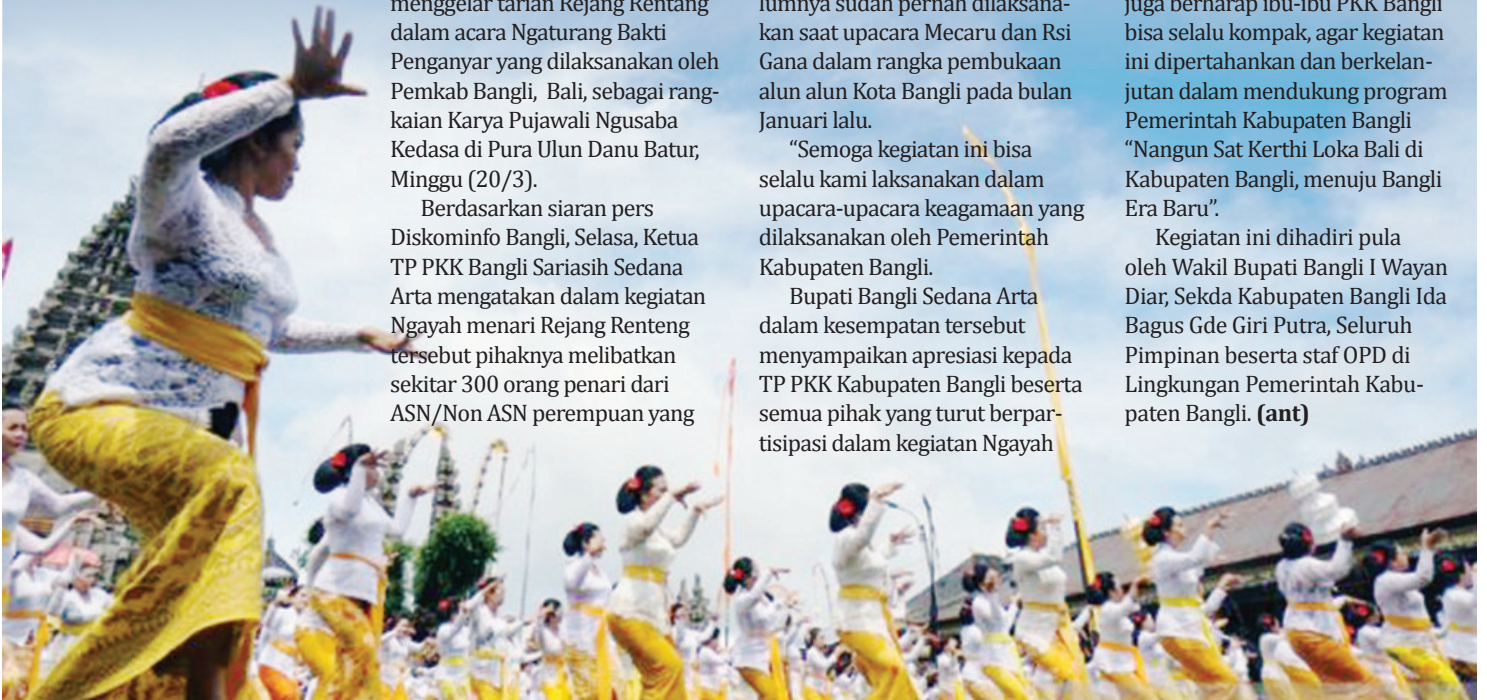 menggelar tarian Rejang Rentang
dalam acara Ngaturang Bakti
Penganyar yang dilaksanakan oleh
Pemkab Bangli, Bali, sebagai rang-
kaian Karya Pujawali Ngusaba
Kedasa di Pura Ulun Danu Batur,
Minggu (20/3).
Berdasarkan siaran pers
Diskominfo Bangli, Selasa, Ketua
TP PKK Bangli Sariasih Sedana
Arta mengatakan dalam kegiatan
Ngayah menari Rejang Renteng
tersebut pihaknya melibatkan
sekitar 300 orang penari dari
ASN/Non ASN perempuan yang
lumnya sudah pernah dilaksana-
kan saat upacara Mecaru dan Rsi
Gana dalam rangka pembukaan
alun alun Kota Bangli pada bulan
Januari lalu.
“Semoga kegiatan ini bisa
selalu kami laksanakan dalam
upacara-upacara keagamaan yang
dilaksanakan oleh Pemerintah
Kabupaten Bangli.
Bupati Bangli Sedana Arta
dalam kesempatan tersebut
menyampaikan apresiasi kepada
TP PKK Kabupaten Bangli beserta
semua pihak yang turut berpar-
tisipasi dalam kegiatan Ngayah
juga berharap ibu-ibu PKK Bangli
bisa selalu kompak, agar kegiatan
ini dipertahankan dan berkelan-
jutan dalam mendukung program
Pemerintah Kabupaten Bangli
“Nangun Sat Kerthi Loka Bali di
Kabupaten Bangli, menuju Bangli
Era Baru”.
Kegiatan ini dihadiri pula
oleh Wakil Bupati Bangli I Wayan
Diar, Sekda Kabupaten Bangli Ida
Bagus Gde Giri Putra, Seluruh
Pimpinan beserta staf OPD di
Lingkungan Pemerintah Kabu-
paten Bangli. (ant)